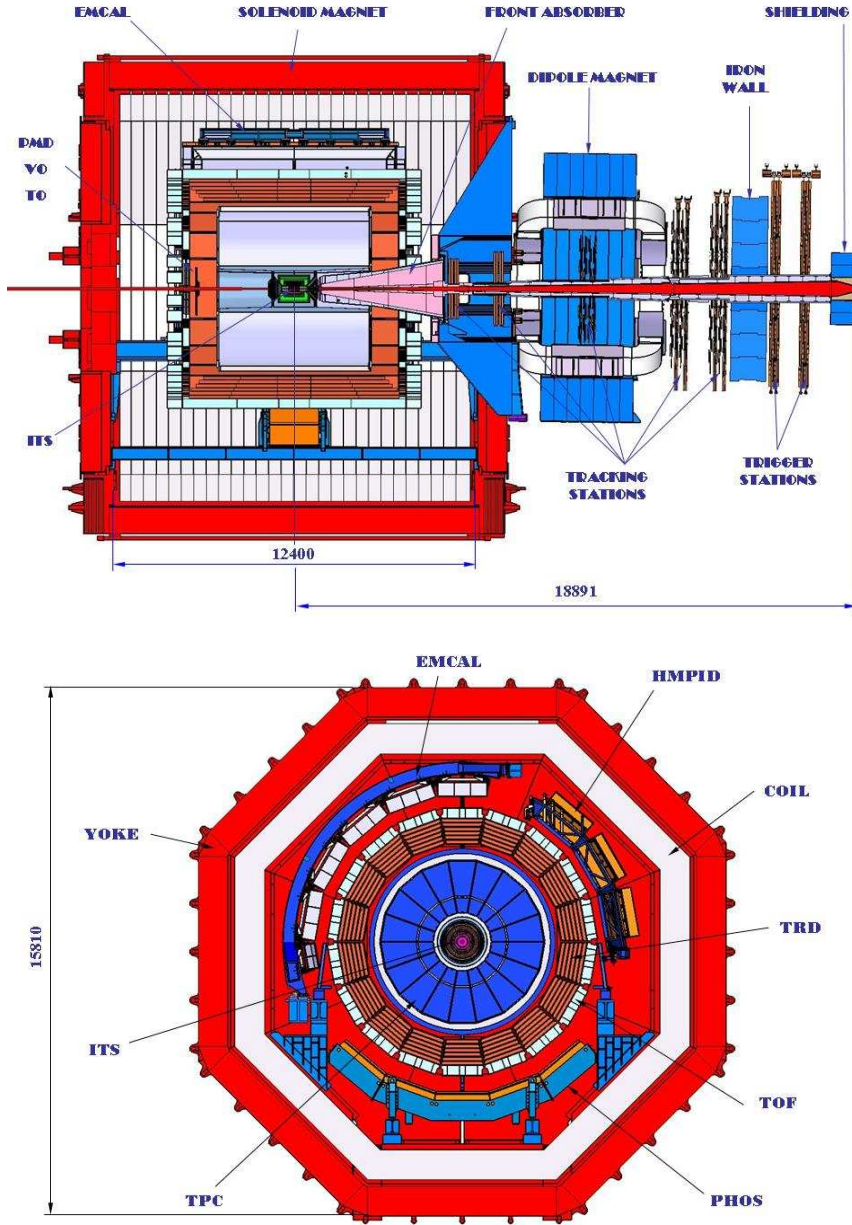 EMCAL
SOLENOID MAGNET
FRONT ABSORBER
SHIELDING
DIPOLE MAGNET
IRON
WALL
PMD
V0
T0
ITS
TRACKING
STATIONS
TRIGGER
STATIONS
12400
18891
EMCAL
HMPID
COIL
YOKE
15810
TRD
ITS
TOF
TPC
PHOS